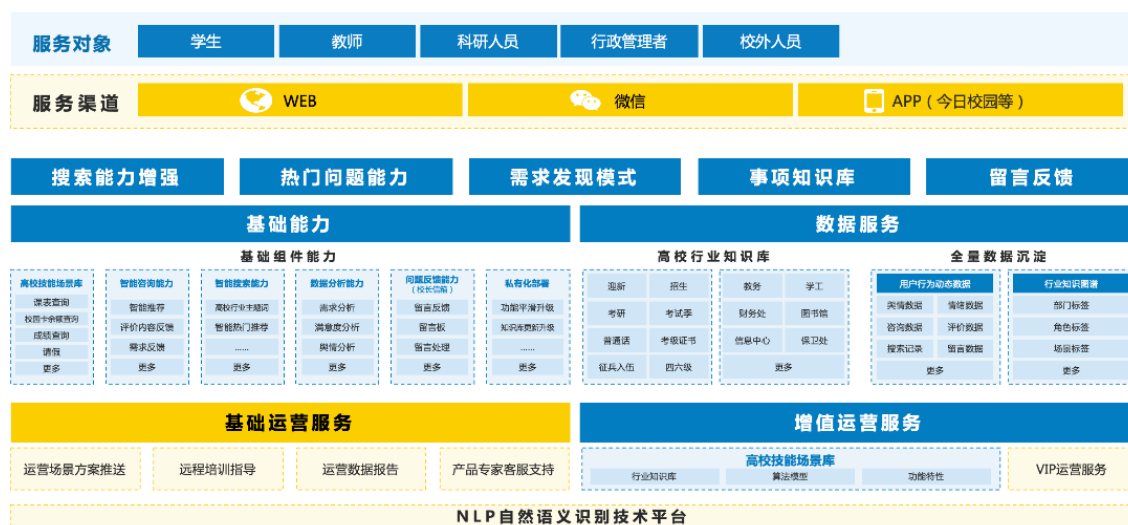 服务对象 学生 教师 科研人员 行政管理者 校外人员
服务渠道 WEB 微信 APP（今日校园等）
搜索能力增强 热门问题能力 需求发现模式 事项知识库 留言反馈
基础能力 数据服务
基础组件能力 高校行业知识库 全量数据沉淀
高校技能场景库
课表查询
校园卡余额查询
成绩查询
请假
更多
智能咨询能力
智能推荐
评价内容反馈
需求反馈
更多
智能搜索能力
高校行业主题词
智能热门推荐
......
更多
数据分析能力
需求分析
满意度分析
舆情分析
更多
问题反馈能力
（校长信箱）
留言反馈
留言板
留言处理
更多
私有化部署
功能平滑升级
知识库更新升级
......
更多
迎新 招生
考研 考试季
普通话 考级证书
征兵入伍 四六级
教务 学工
财务处 图书馆
信息中心 保卫处
更多
用户行为动态数据
舆情数据 情绪数据
咨询数据 评价数据
搜索记录 留言数据
更多
行业知识图谱
部门标签
角色标签
场景标签
更多
基础运营服务 增值运营服务
运营场景方案推送 远程培训指导 运营数据报告 产品专家客服支持
高校技能场景库
行业知识库 算法模型 功能特性
VIP运营服务
NLP自然语义识别技术平台